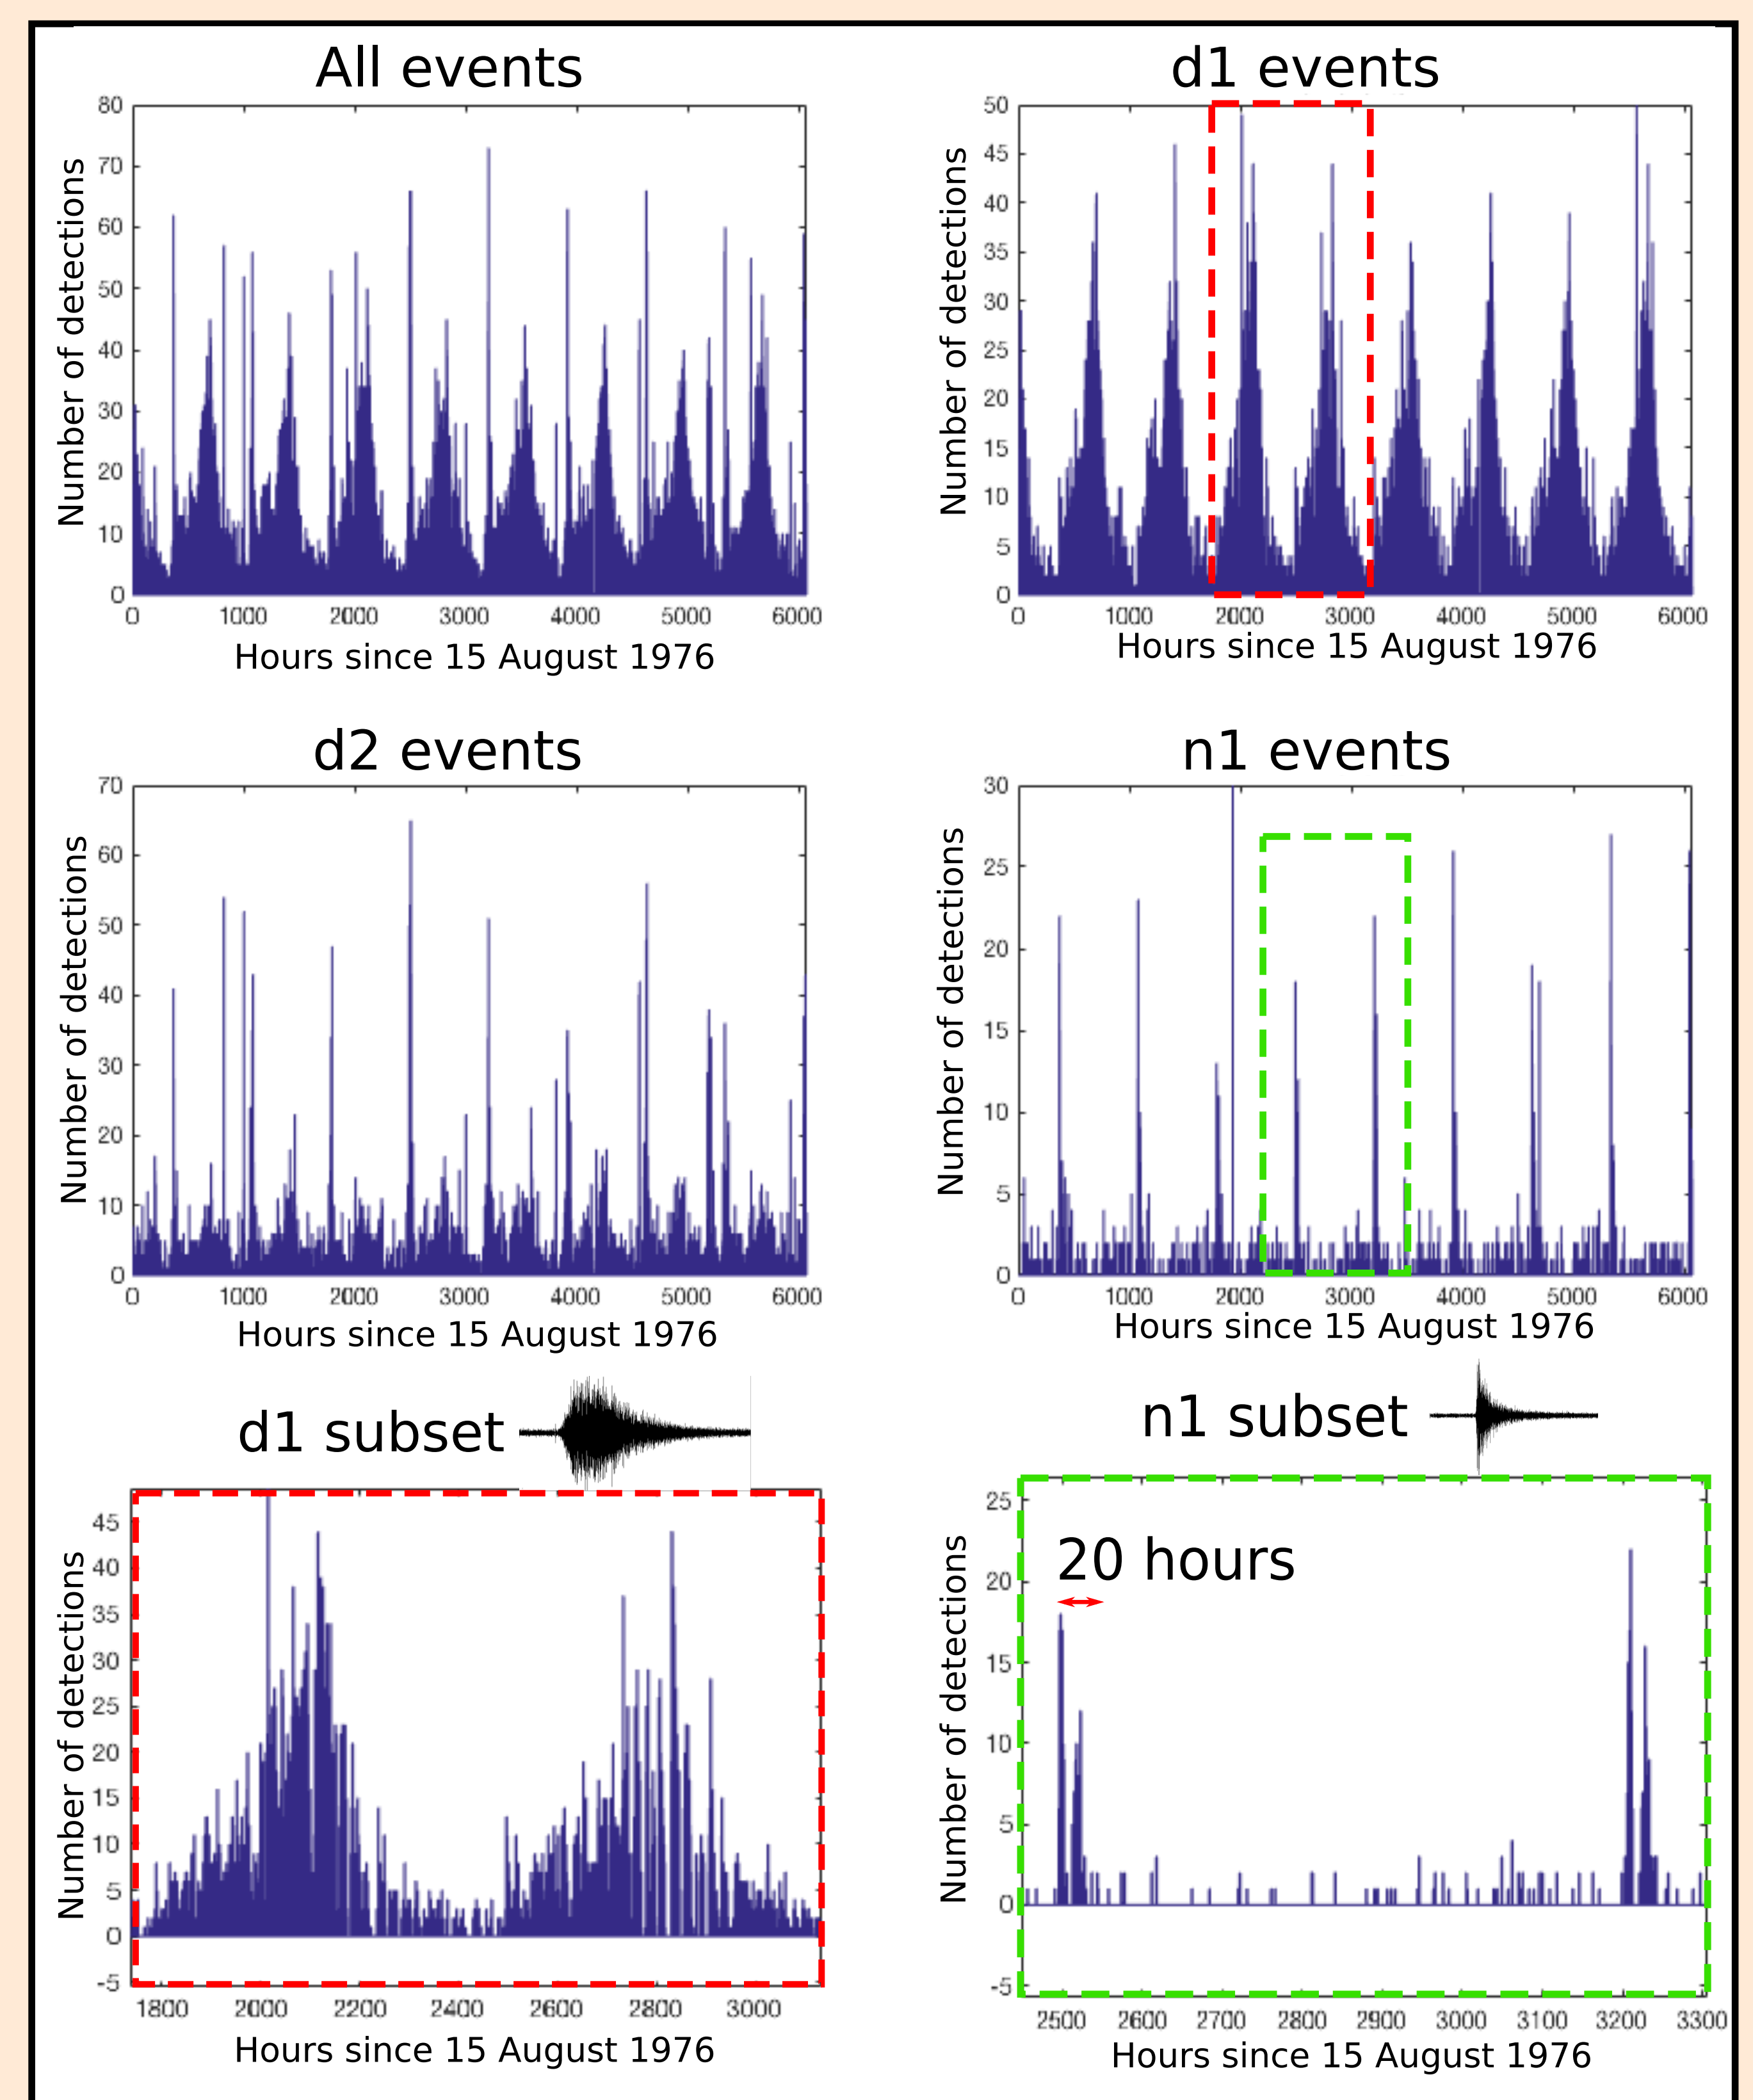 All events
d1 events
Number of detections
80
70
60
50
40
30
20
10
0
0 1000 2000 3000 4000 5000 6000
Hours since 15 August 1976
Number of detections
50
45
40
35
30
25
20
15
10
5
0
0 1000 2000 3000 4000 5000 6000
Hours since 15 August 1976
d2 events
n1 events
Number of detections
70
60
50
40
30
20
10
0
0 1000 2000 3000 4000 5000 6000
Hours since 15 August 1976
Number of detections
30
25
20
15
10
5
0
0 1000 2000 3000 4000 5000 6000
Hours since 15 August 1976
d1 subset
n1 subset
Number of detections
45
40
35
30
25
20
15
10
5
0
-5
1800 2000 2200 2400 2600 2800 3000
Hours since 15 August 1976
Number of detections
20 hours
25
20
15
10
5
0
-5
2500 2600 2700 2800 2900 3000 3100 3200 3300
Hours since 15 August 1976